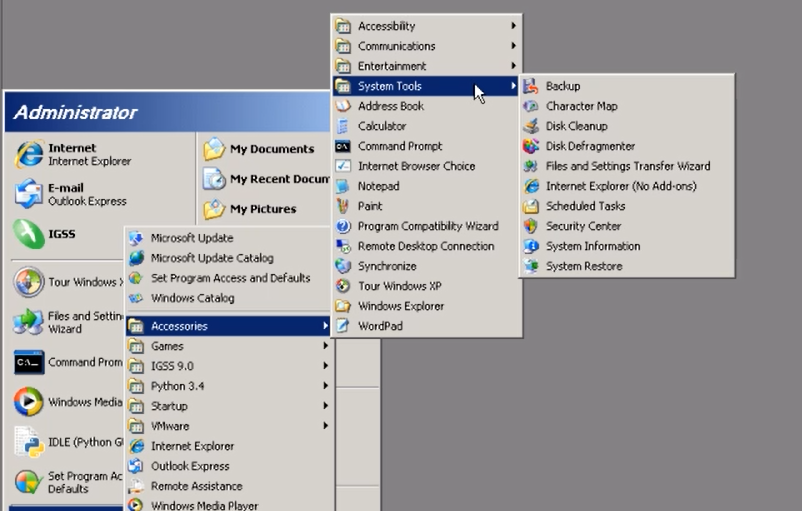 Administrator
Internet
Internet Explorer
E-mail
Outlook Express
IGSS
Tour Windows
Files and Settin
Wizard
Command Prom
Windows Media
IDLE (Python G
Set Program Ac
Defaults
My Documents
My Recent Docum
My Pictures
Microsoft Update
Microsoft Update Catalog
Set Program Access and Defaults
Windows Catalog
Accessories
Games
IGSS 9.0
Python 3.4
Startup
VMware
Internet Explorer
Outlook Express
Remote Assistance
Windows Media Player
Accessibility
Communications
Entertainment
System Tools
Address Book
Calculator
Command Prompt
Internet Browser Choice
Notepad
Paint
Program Compatibility Wizard
Remote Desktop Connection
Synchronize
Tour Windows XP
Windows Explorer
WordPad
Backup
Character Map
Disk Cleanup
Disk Defragmenter
Files and Settings Transfer Wizard
Internet Explorer (No Add-ons)
Scheduled Tasks
Security Center
System Information
System Restore